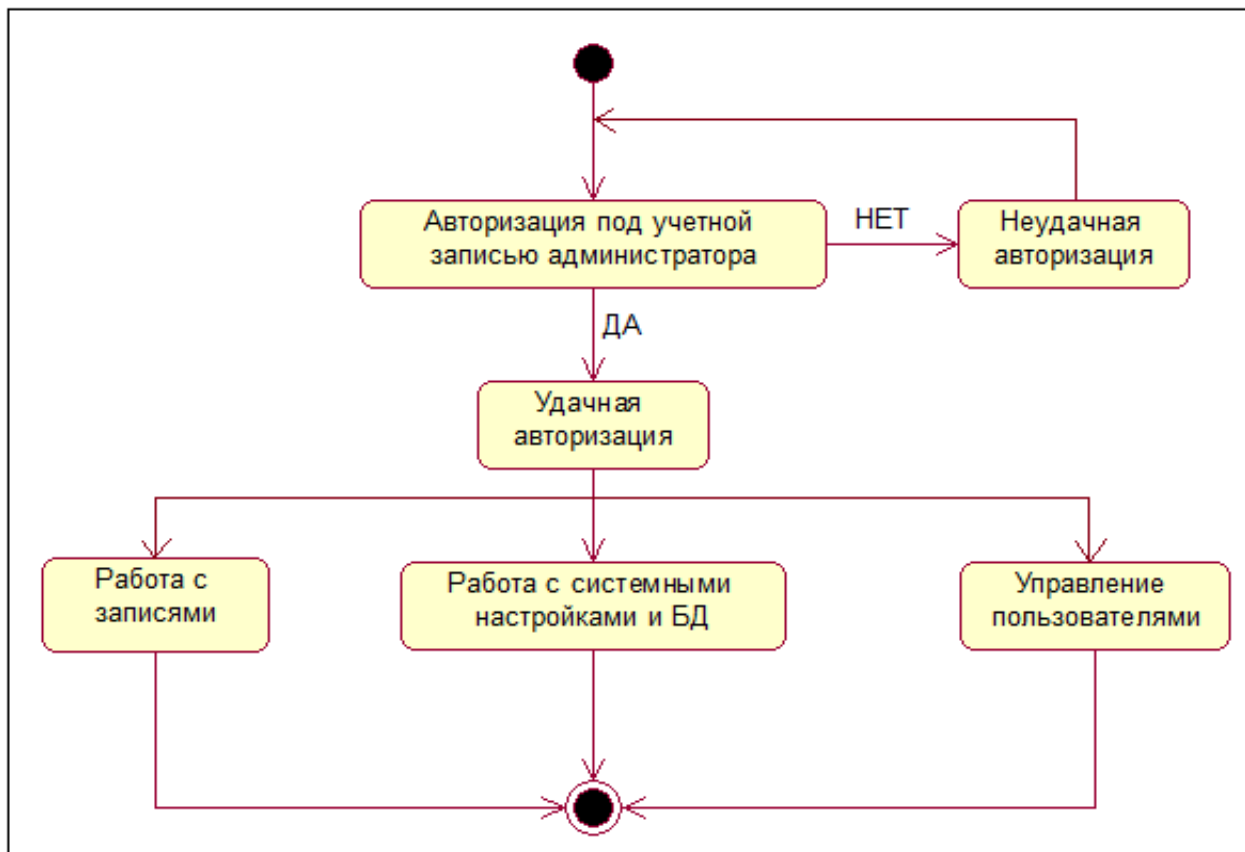 Авторизация под учетной
записью администратора
НЕТ
Неудачная
авторизация
ДА
Удачная
авторизация
Работа с
записями
Работа с системными
настройками и БД
Управление
пользователями